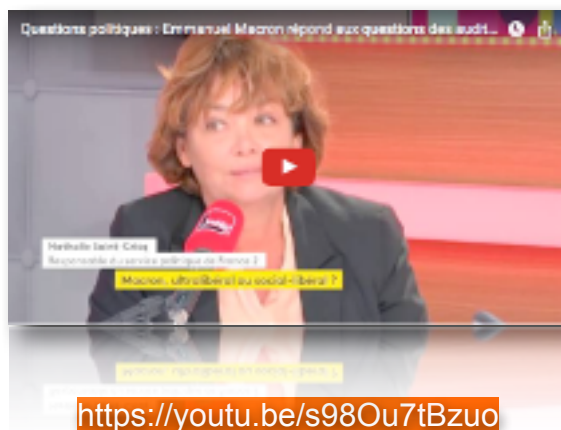 Questions politiques : Emmanuel Macron répond aux questions des audit...
Nathalie Saint-Cricq
Responsable du service politique de France 2
Macron, ultralibéral ou social-libéral ?
https://youtu.be/s98Ou7tBzuo